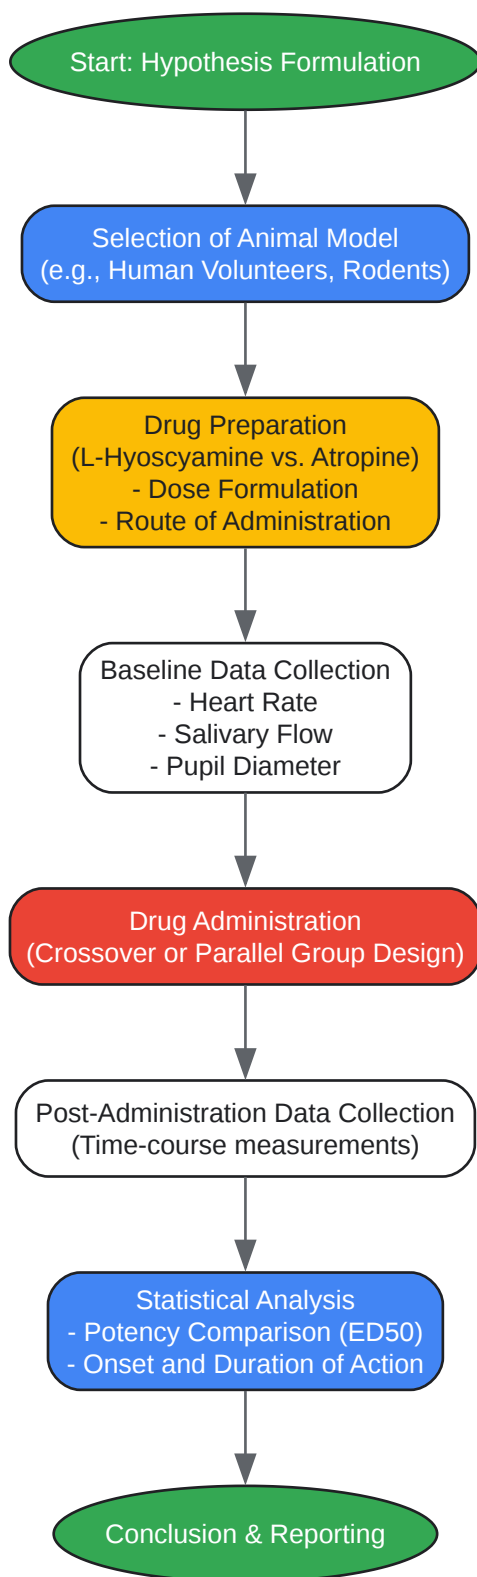 Start: Hypothesis Formulation
Selection of Animal Model
(e.g., Human Volunteers, Rodents)
Drug Preparation
(L-Hyoscyamine vs. Atropine)
- Dose Formulation
- Route of Administration
Baseline Data Collection
- Heart Rate
- Salivary Flow
- Pupil Diameter
Drug Administration
(Crossover or Parallel Group Design)
Post-Administration Data Collection
(Time-course measurements)
Statistical Analysis
- Potency Comparison (ED50)
- Onset and Duration of Action
Conclusion & Reporting